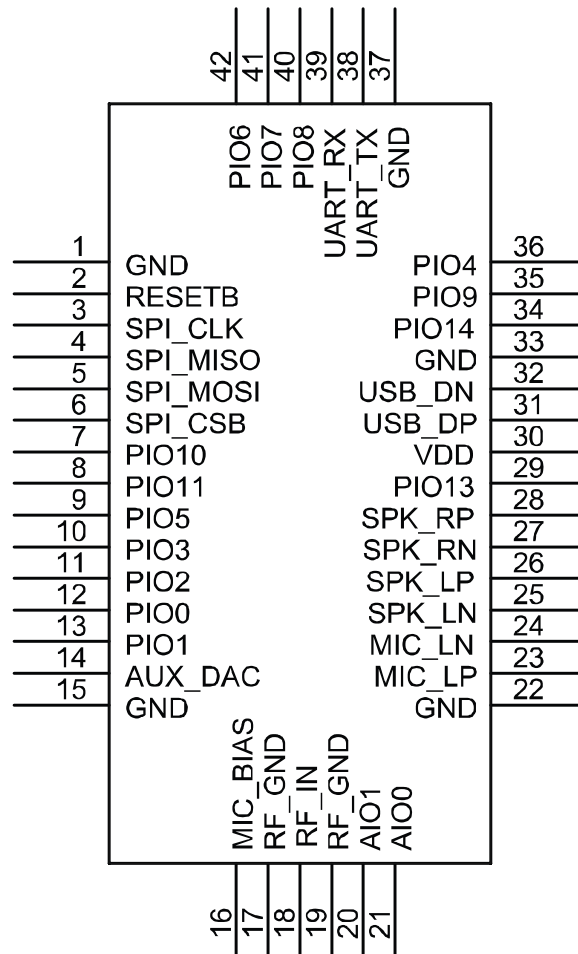 42
41
40
39
38
37
PIO6
PIO7
PIO8
UART_RX
UART_TX
GND
1
GND
2
RESETB
3
SPI_CLK
4
SPI_MISO
5
SPI_MOSI
6
SPI_CSB
7
PIO10
8
PIO11
9
PIO5
10
PIO3
11
PIO2
12
PIO0
13
PIO1
14
AUX_DAC
15
GND
36
PIO4
35
PIO9
34
PIO14
33
GND
32
USB_DN
31
USB_DP
30
VDD
29
PIO13
28
SPK_RP
27
SPK_RN
26
SPK_LP
25
SPK_LN
24
MIC_LN
23
MIC_LP
22
GND
MIC_BIAS
RF_GND
RF_IN
RF_GND
AIO1
AIO0
16
17
18
19
20
21